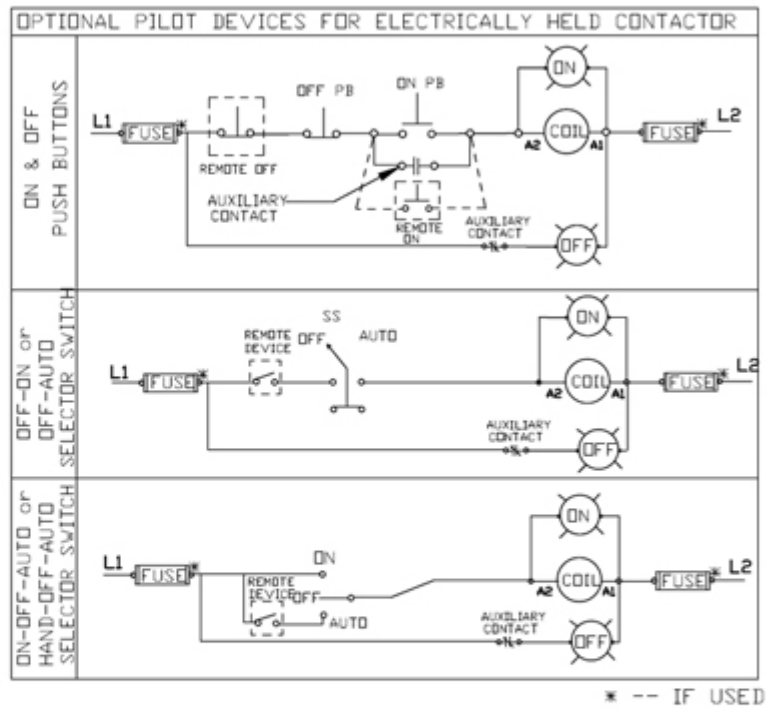 OPTIONAL PILOT DEVICES FOR ELECTRICALLY HELD CONTACTOR
ON & OFF
PUSH BUTTONS
L1
FUSE*
REMOTE OFF
OFF PB
ON PB
AUXILIARY
CONTACT
REMOTE
ON
AUXILIARY
CONTACT
ON
A2
COIL
A1
OFF
FUSE*
L2
OFF-ON or
OFF-AUTO
SELECTOR SWITCH
L1
FUSE*
REMOTE
DEVICE
SS
OFF
AUTO
AUXILIARY
CONTACT
ON
A2
COIL
A1
OFF
FUSE*
L2
ON-OFF-AUTO or
HAND-OFF-AUTO
SELECTOR SWITCH
L1
FUSE*
REMOTE
DEVICE
ON
OFF
AUTO
AUXILIARY
CONTACT
ON
A2
COIL
A1
OFF
FUSE*
L2
* -- IF USED